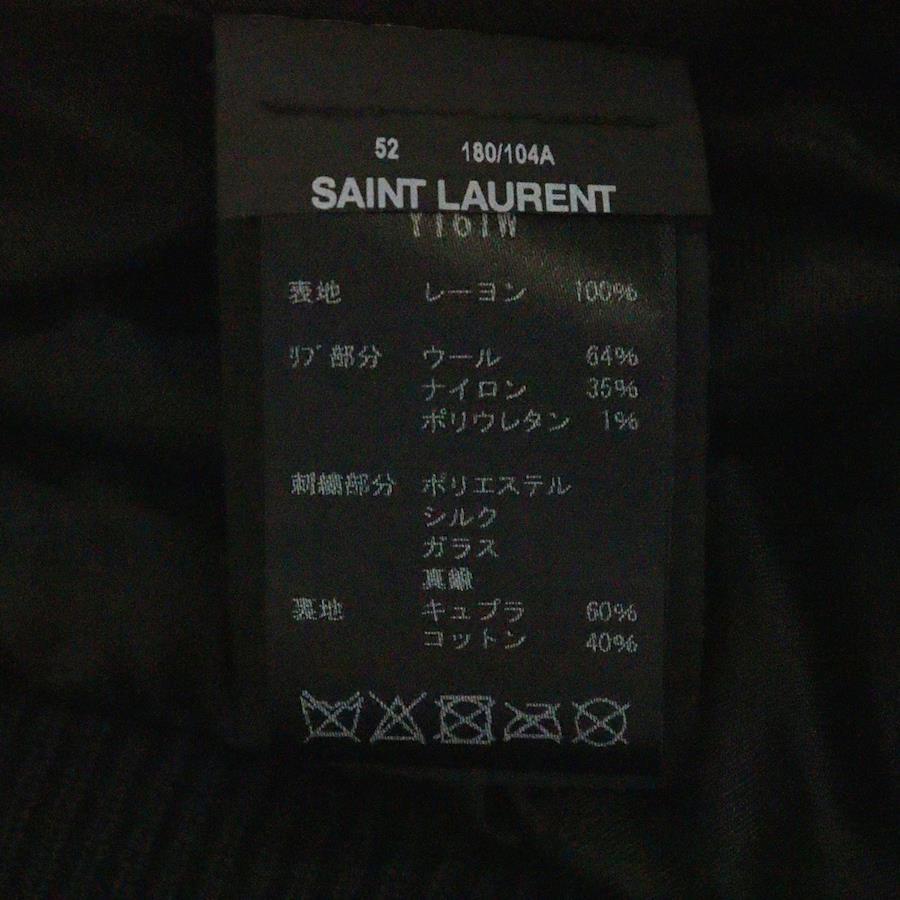 52 180/104A
SAINT LAURENT
Y161W
表地 レーヨン 100%
リブ部分 ウール 64%
ナイロン 35%
ポリウレタン 1%
刺繍部分 ポリエステル
シルク
ガラス
真鍮
裏地 キュプラ 60%
コットン 40%